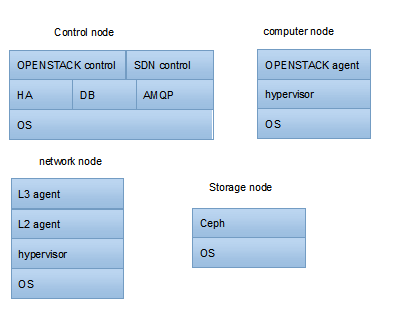 Control node
OPENSTACK control SDN control
HA DB AMQP
OS
computer node
OPENSTACK agent
hypervisor
OS
network node
L3 agent
L2 agent
hypervisor
OS
Storage node
Ceph
OS